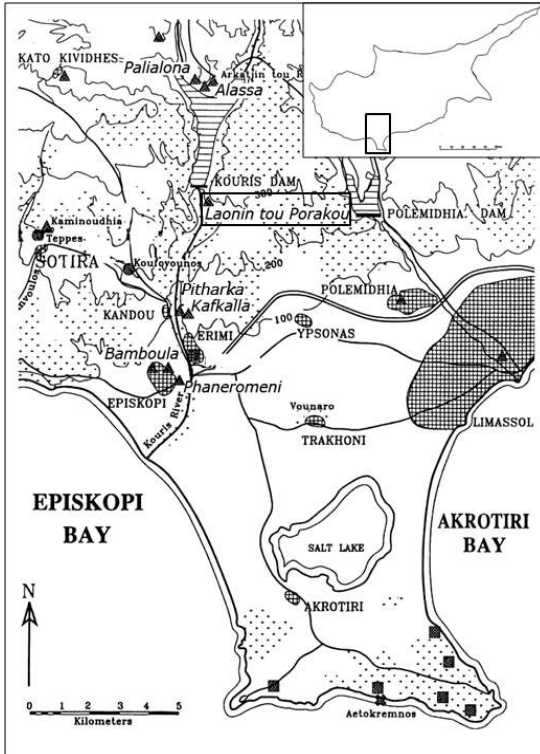 KATO KIVIDHES
Palialona
Arkatjin tou R
Alassa
KOURIS DAM
300
Laonin tou Porakou
POLEMIDHIA DAM
Kaminoudhia
Teppes
SOTIRA
Koufovounos
200
Pitharka
KANDOU
Kafkalla
POLEMIDHIA
100
YPSONAS
ERIMI
Bamboula
Phaneromeni
EPISKOPI
Kouris River
Vounaro
TRAKHONI
LIMASSOL
EPISKOPI
BAY
AKROTIRI
BAY
SALT LAKE
N
AKROTIRI
0 1 2 3 4 5
Kilometers
Aetokremnos